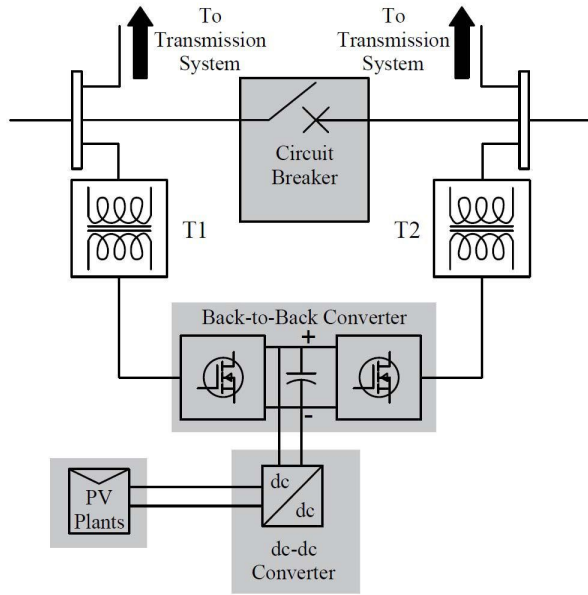 To
Transmission
System
To
Transmission
System
Circuit
Breaker
T1
T2
Back-to-Back Converter
+
-
dc
dc
PV
Plants
dc-dc
Converter